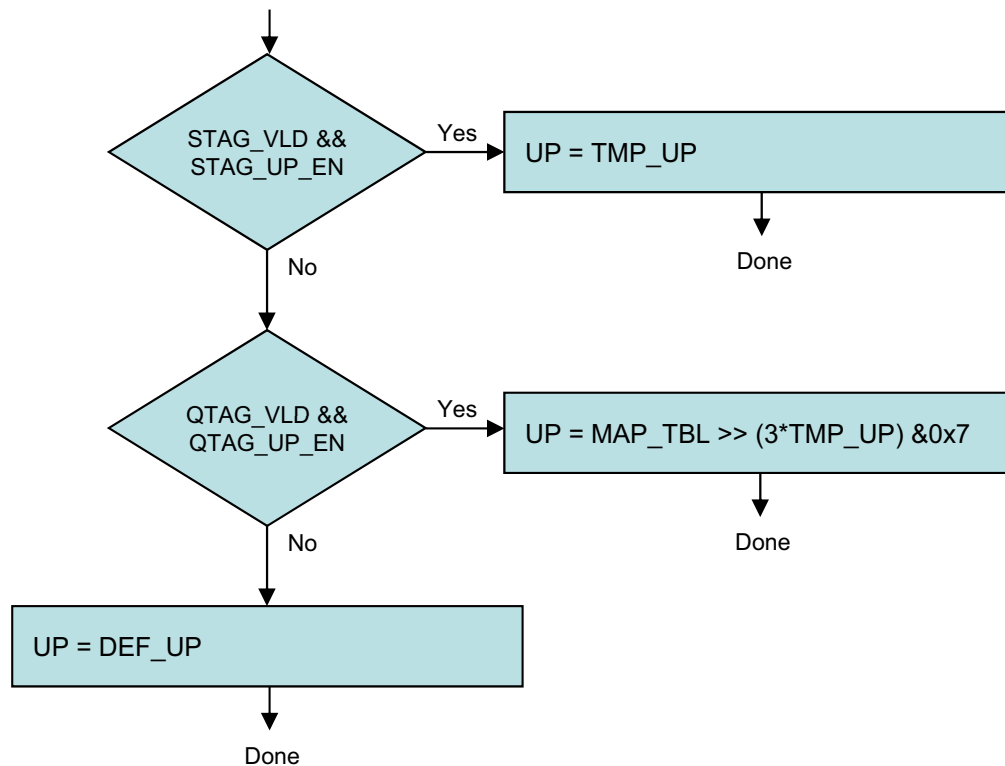 STAG_VLD &&
STAG_UP_EN
Yes
UP = TMP_UP
Done
No
QTAG_VLD &&
QTAG_UP_EN
Yes
UP = MAP_TBL >> (3*TMP_UP) &0x7
Done
No
UP = DEF_UP
Done